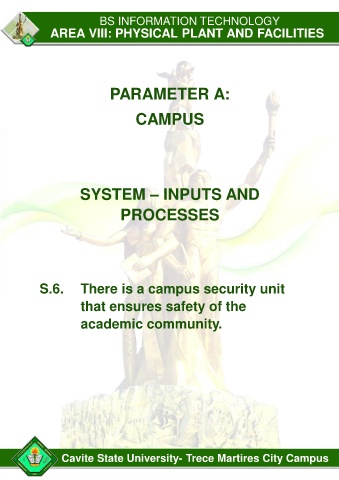 BS INFORMATION TECHNOLOGY
AREA VIII: PHYSICAL PLANT AND FACILITIES
PARAMETER A:
CAMPUS
SYSTEM – INPUTS AND
PROCESSES
S.6. There is a campus security unit
that ensures safety of the
academic community.
Cavite State University- Trece Martires City Campus